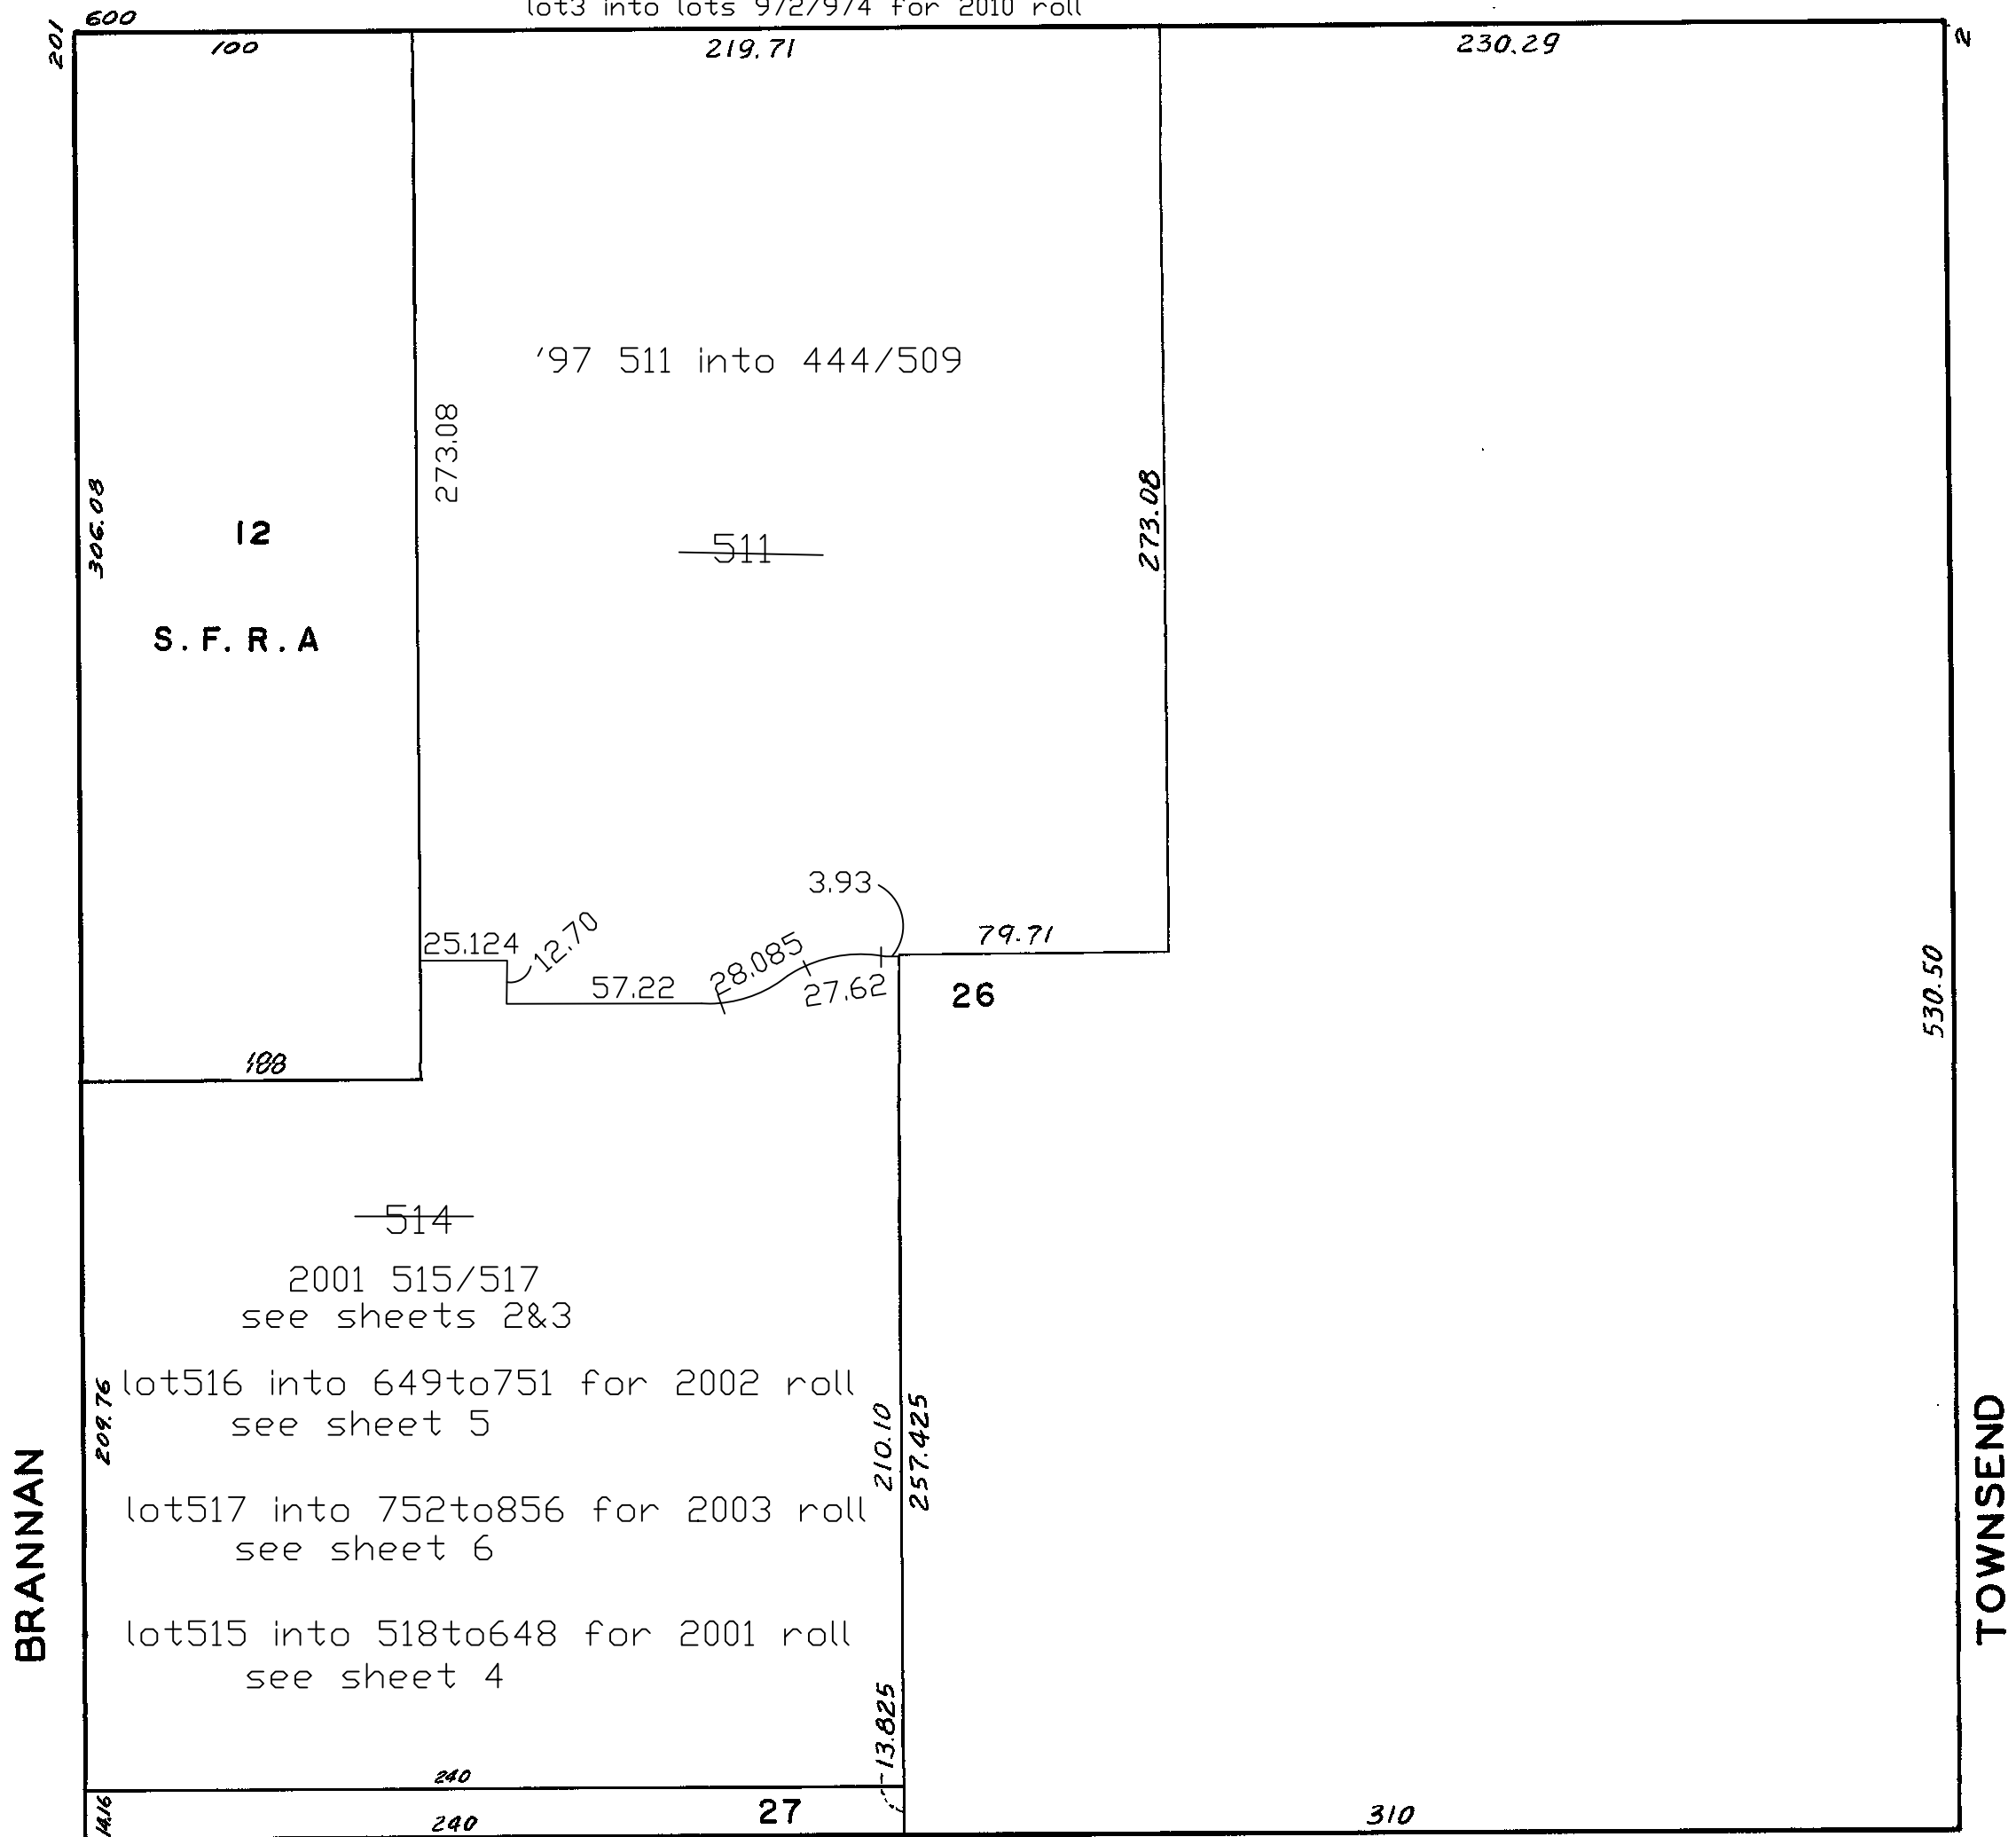 lot3 into lots 972/974 for 2010 roll
600
201
100
219.71
230.29
N
'97 511 into 444/509
273.08
306.08
12
511
273.08
S.F.R.A
3.93
25.124
12.70
79.71
28.085
57.22
27.62
26
530.50
514
2001 515/517
see sheets 2&3
lot516 into 649to751 for 2002 roll
see sheet 5
209.76
210.10
257.425
BRANNAN
TOWNSEND
lot517 into 752to856 for 2003 roll
see sheet 6
lot515 into 518to648 for 2001 roll
see sheet 4
13.825
240
27
14.16
240
310